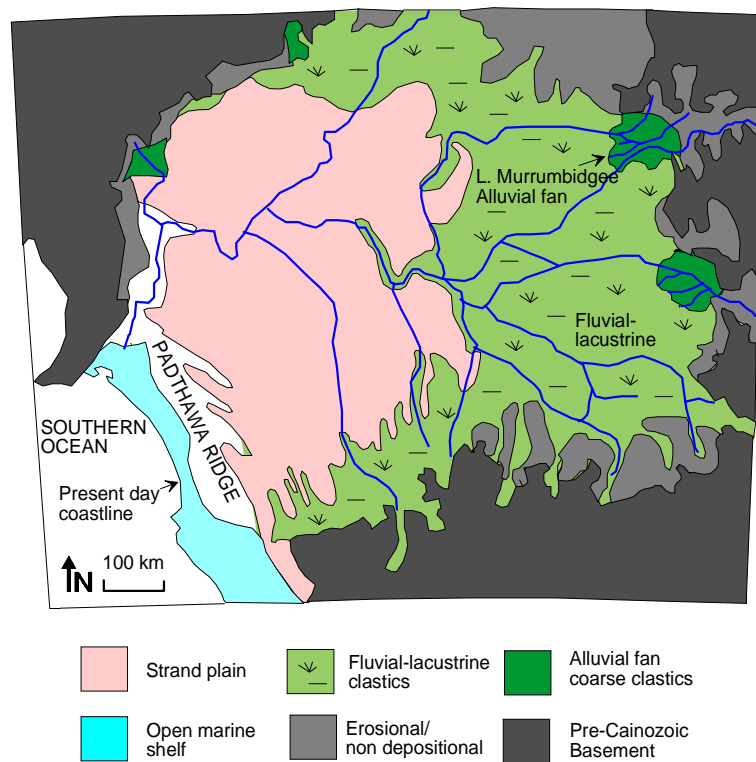 L. Murrumbidgee
Alluvial fan
Fluvial-
lacustrine
PADTHAWA RIDGE
SOUTHERN
OCEAN
Present day
coastline
N
100 km
Strand plain
Fluvial-lacustrine
clastics
Alluvial fan
coarse clastics
Open marine
shelf
Erosional/
non depositional
Pre-Cainozoic
Basement